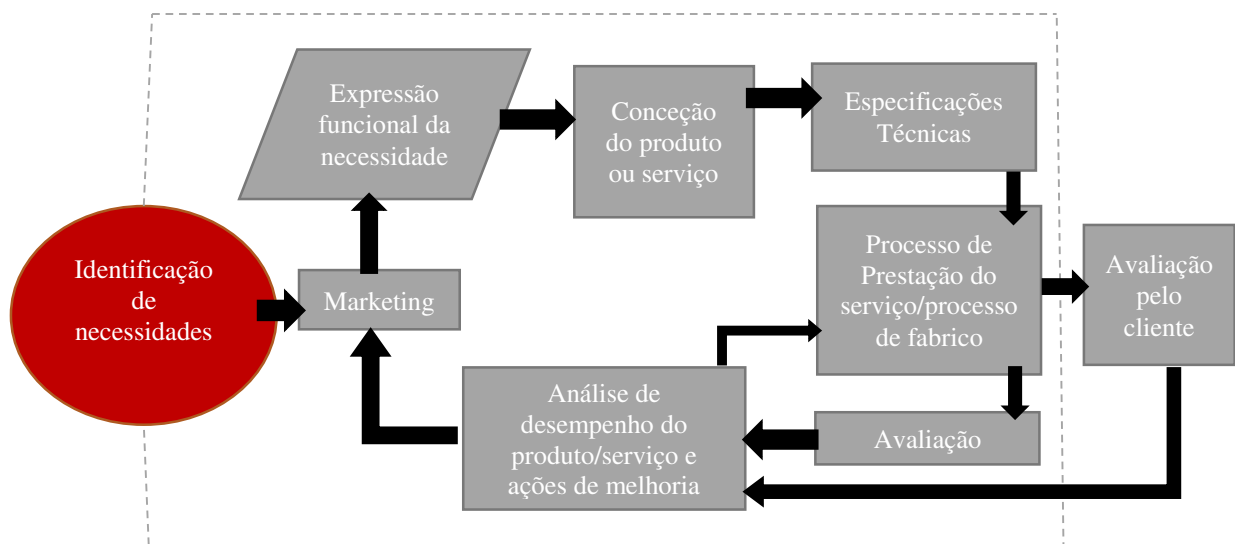 Expressão
funcional da
necessidade
Conceção
do produto
ou serviço
Especificações
Técnicas
Identificação
de
necessidades
Marketing
Processo de
Prestação do
serviço/processo
de fabrico
Avaliação
pelo
cliente
Análise de
desempenho do
produto/serviço e
ações de melhoria
Avaliação